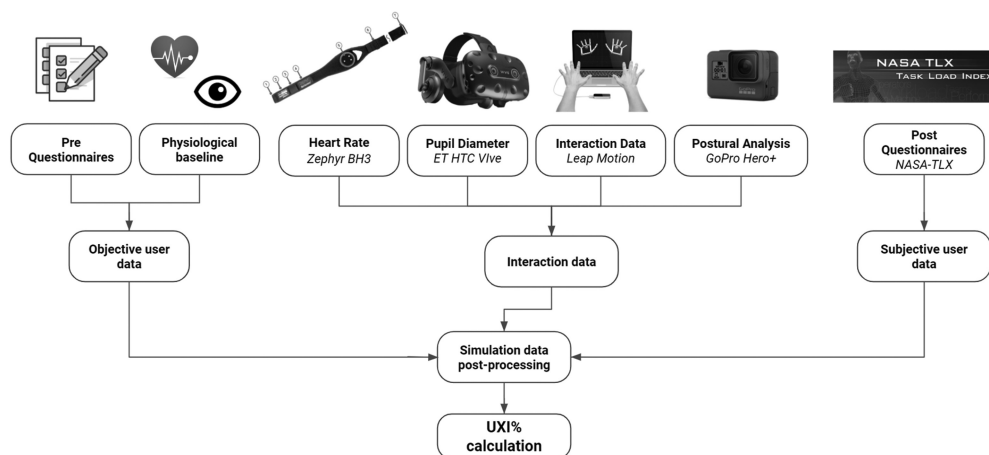 NASA TLX
TASK LOAD INDEX
Pre
Questionnaires
Physiological
baseline
Heart Rate
Zephyr BH3
Pupil Diameter
ET HTC VIve
Interaction Data
Leap Motion
Postural Analysis
GoPro Hero+
Post
Questionnaires
NASA-TLX
Objective user
data
Interaction data
Subjective user
data
Simulation data
post-processing
UXI%
calculation